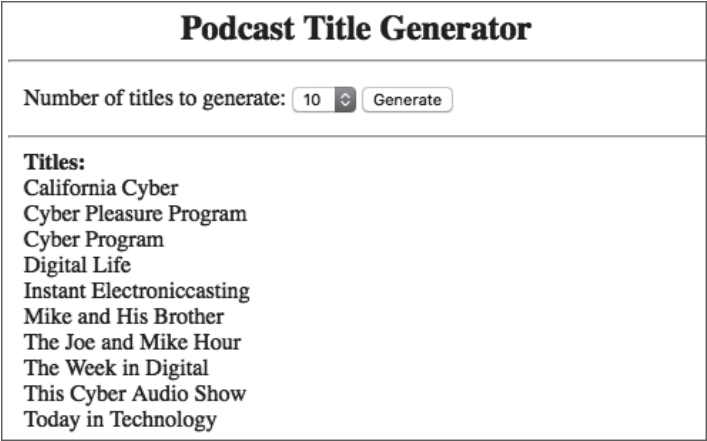 Podcast Title Generator
Number of titles to generate: 10 Generate
Titles:
California Cyber
Cyber Pleasure Program
Cyber Program
Digital Life
Instant Electroniccasting
Mike and His Brother
The Joe and Mike Hour
The Week in Digital
This Cyber Audio Show
Today in Technology